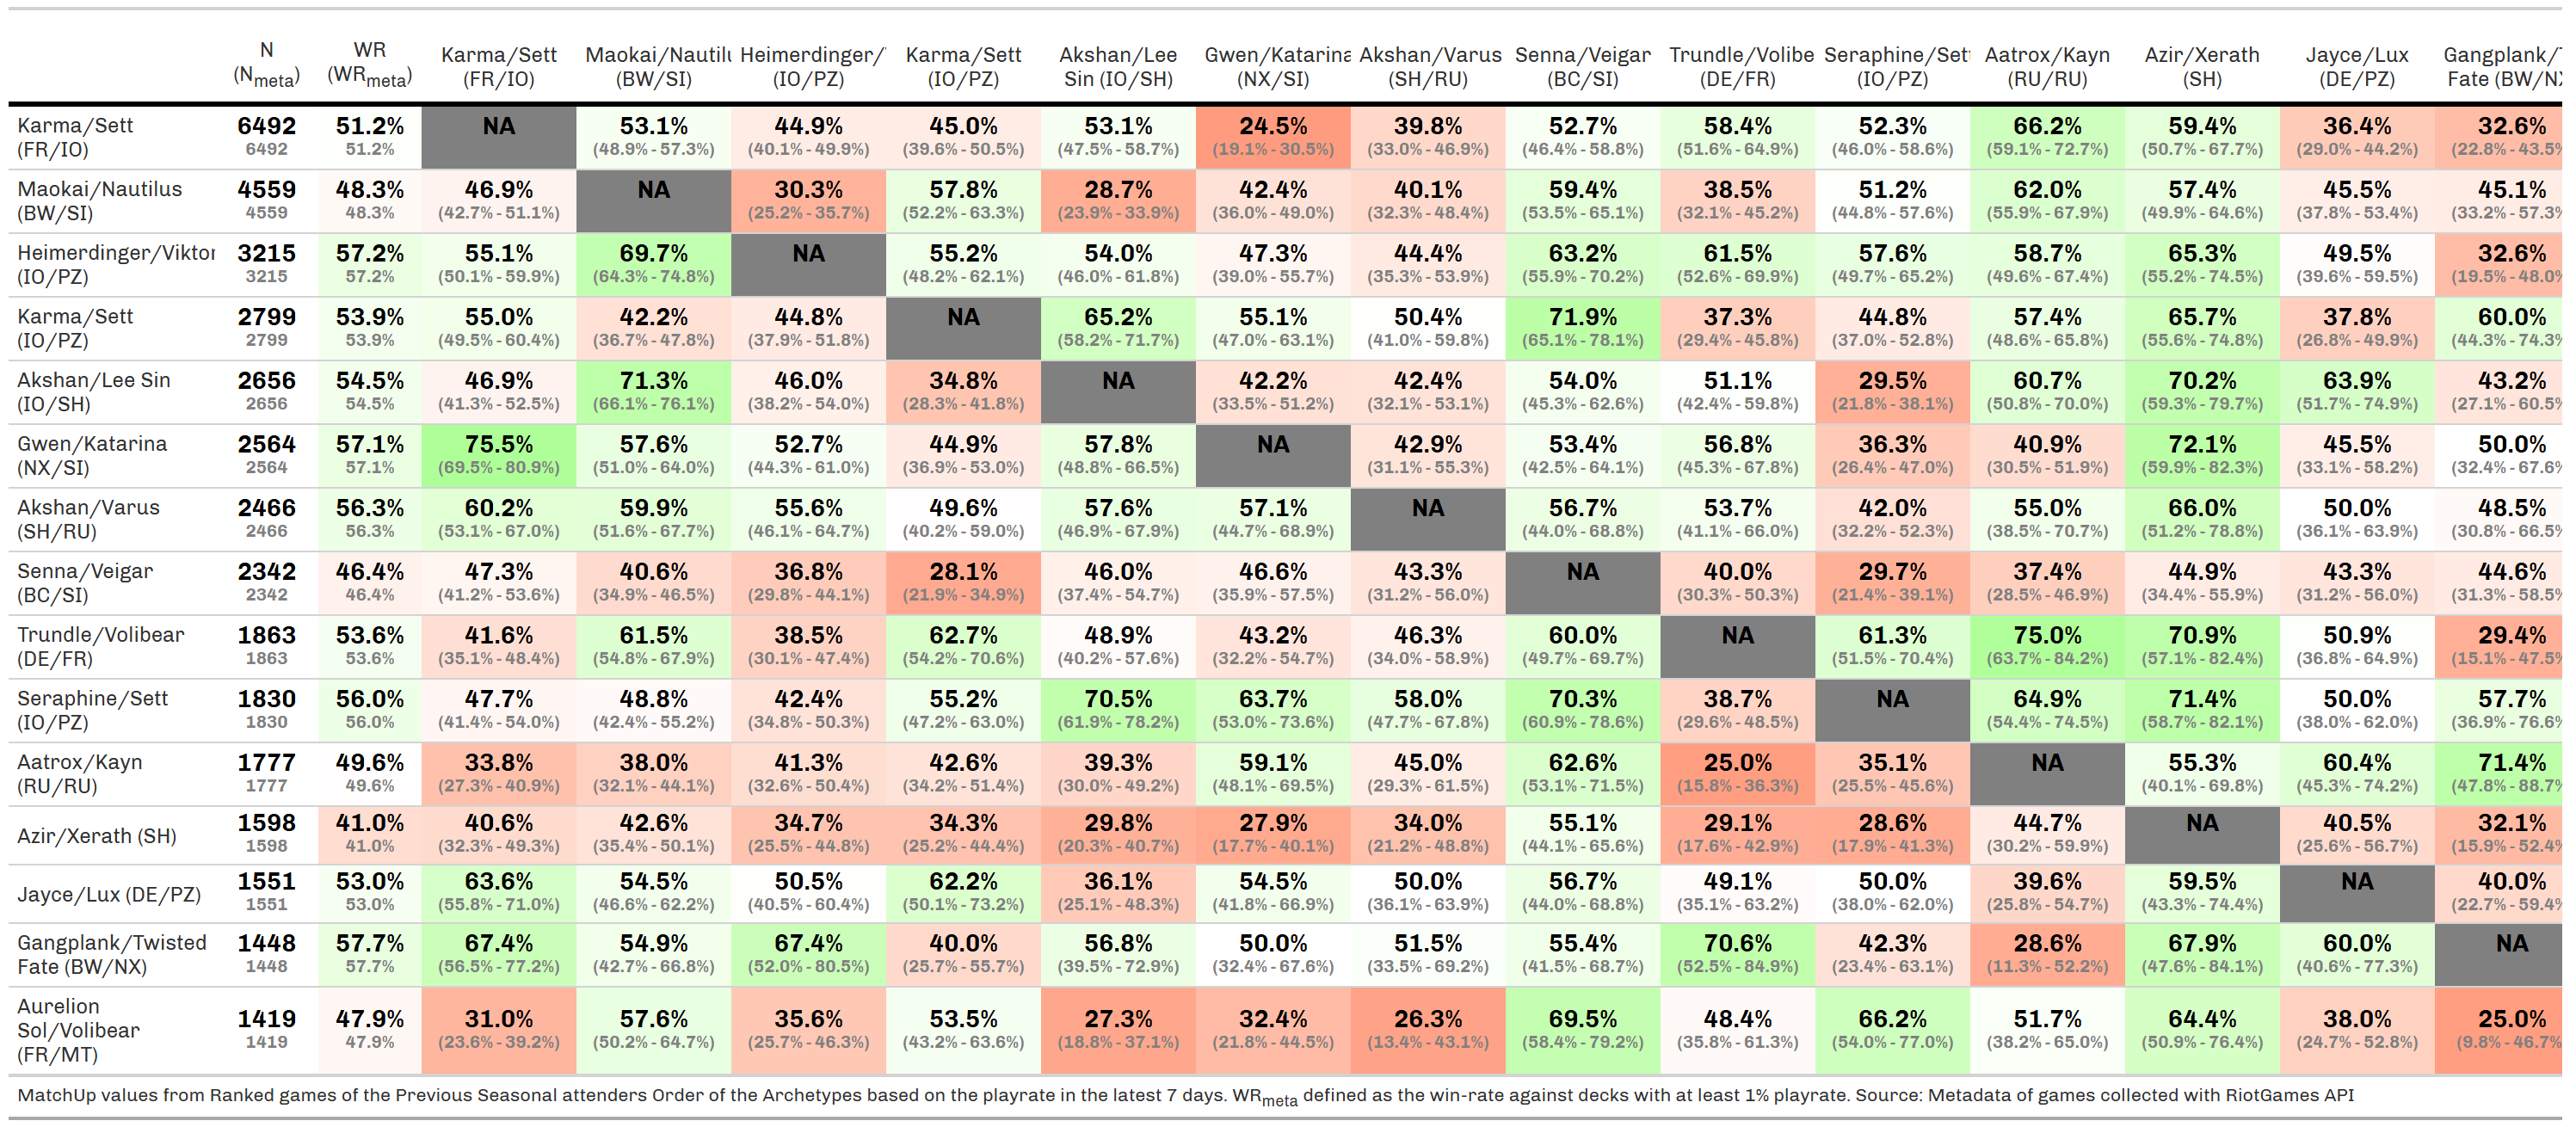 N WR Karma/Sett Maokai/Nautilu Heimerdinger/ Karma/Sett Akshan/Lee Gwen/Katarina Akshan/Varus Senna/Veigar Trundle/Volibe Seraphine/Set Aatrox/Kayn Azir/Xerath Jayce/Lux Gangplank/
(Nmeta) (WRmeta) (FR/IO) (BW/SI) (IO/PZ) (IO/PZ) Sin (IO/SH) (NX/SI) (SH/RU) (BC/SI) (DE/FR) (IO/PZ) (RU/RU) (SH) (DE/PZ) Fate (BW/NX
Karma/Sett 6492 51.2% NA 53.1% 44.9% 45.0% 53.1% 24.5% 39.8% 52.7% 58.4% 52.3% 66.2% 59.4% 36.4% 32.6%
(FR/IO) 6492 51.2% (48.9% - 57.3%) (40.1% - 49.9%) (39.6% - 50.5%) (47.5% - 58.7%) (19.1% - 30.5%) (33.0% - 46.9%) (46.4% - 58.8%) (51.6% - 64.9%) (46.0% - 58.6%) (59.1% - 72.7%) (50.7% - 67.7%) (29.0% - 44.2%) (22.8% - 43.5%
Maokai/Nautilus 4559 48.3% 46.9% NA 30.3% 57.8% 28.7% 42.4% 40.1% 59.4% 38.5% 51.2% 62.0% 57.4% 45.5% 45.1%
(BW/SI) 4559 48.3% (42.7% - 51.1%) (25.2% - 35.7%) (52.2% - 63.3%) (23.9% - 33.9%) (36.0% - 49.0%) (32.3% - 48.4%) (53.5% - 65.1%) (32.1% - 45.2%) (44.8% - 57.6%) (55.9% - 67.9%) (49.9% - 64.6%) (37.8% - 53.4%) (33.2% - 57.3%
Heimerdinger/Viktor 3215 57.2% 55.1% 69.7% NA 55.2% 54.0% 47.3% 44.4% 63.2% 61.5% 57.6% 58.7% 65.3% 49.5% 32.6%
(IO/PZ) 3215 57.2% (50.1% - 59.9%) (64.3% - 74.8%) (48.2% - 62.1%) (46.0% - 61.8%) (39.0% - 55.7%) (35.3% - 53.9%) (55.9% - 70.2%) (52.6% - 69.9%) (49.7% - 65.2%) (49.6% - 67.4%) (55.2% - 74.5%) (39.6% - 59.5%) (19.5% - 48.0%
Karma/Sett 2799 53.9% 55.0% 42.2% 44.8% NA 65.2% 55.1% 50.4% 71.9% 37.3% 44.8% 57.4% 65.7% 37.8% 60.0%
(IO/PZ) 2799 53.9% (49.5% - 60.4%) (36.7% - 47.8%) (37.9% - 51.8%) (58.2% - 71.7%) (47.0% - 63.1%) (41.0% - 59.8%) (65.1% - 78.1%) (29.4% - 45.8%) (37.0% - 52.8%) (48.6% - 65.8%) (55.6% - 74.8%) (26.8% - 49.9%) (44.3% - 74.3%
Akshan/Lee Sin 2656 54.5% 46.9% 71.3% 46.0% 34.8% NA 42.2% 42.4% 54.0% 51.1% 29.5% 60.7% 70.2% 63.9% 43.2%
(IO/SH) 2656 54.5% (41.3% - 52.5%) (66.1% - 76.1%) (38.2% - 54.0%) (28.3% - 41.8%) (33.5% - 51.2%) (32.1% - 53.1%) (45.3% - 62.6%) (42.4% - 59.8%) (21.8% - 38.1%) (50.8% - 70.0%) (59.3% - 79.7%) (51.7% - 74.9%) (27.1% - 60.5%
Gwen/Katarina 2564 57.1% 75.5% 57.6% 52.7% 44.9% 57.8% NA 42.9% 53.4% 56.8% 36.3% 40.9% 72.1% 45.5% 50.0%
(NX/SI) 2564 57.1% (69.5% - 80.9%) (51.0% - 64.0%) (44.3% - 61.0%) (36.9% - 53.0%) (48.8% - 66.5%) (31.1% - 55.3%) (42.5% - 64.1%) (45.3% - 67.8%) (26.4% - 47.0%) (30.5% - 51.9%) (59.9% - 82.3%) (33.1% - 58.2%) (32.4% - 67.6%
Akshan/Varus 2466 56.3% 60.2% 59.9% 55.6% 49.6% 57.6% 57.1% NA 56.7% 53.7% 42.0% 55.0% 66.0% 50.0% 48.5%
(SH/RU) 2466 56.3% (53.1% - 67.0%) (51.6% - 67.7%) (46.1% - 64.7%) (40.2% - 59.0%) (46.9% - 67.9%) (44.7% - 68.9%) (44.0% - 68.8%) (41.1% - 66.0%) (32.2% - 52.3%) (38.5% - 70.7%) (51.2% - 78.8%) (36.1% - 63.9%) (30.8% - 66.5%
Senna/Veigar 2342 46.4% 47.3% 40.6% 36.8% 28.1% 46.0% 46.6% 43.3% NA 40.0% 29.7% 37.4% 44.9% 43.3% 44.6%
(BC/SI) 2342 46.4% (41.2% - 53.6%) (34.9% - 46.5%) (29.8% - 44.1%) (21.9% - 34.9%) (37.4% - 54.7%) (35.9% - 57.5%) (31.2% - 56.0%) (30.3% - 50.3%) (21.4% - 39.1%) (28.5% - 46.9%) (34.4% - 55.9%) (31.2% - 56.0%) (31.3% - 58.5%
Trundle/Volibear 1863 53.6% 41.6% 61.5% 38.5% 62.7% 48.9% 43.2% 46.3% 60.0% NA 61.3% 75.0% 70.9% 50.9% 29.4%
(DE/FR) 1863 53.6% (35.1% - 48.4%) (54.8% - 67.9%) (30.1% - 47.4%) (54.2% - 70.6%) (40.2% - 57.6%) (32.2% - 54.7%) (34.0% - 58.9%) (49.7% - 69.7%) (51.5% - 70.4%) (63.7% - 84.2%) (57.1% - 82.4%) (36.8% - 64.9%) (15.1% - 47.5%
Seraphine/Sett 1830 56.0% 47.7% 48.8% 42.4% 55.2% 70.5% 63.7% 58.0% 70.3% 38.7% NA 64.9% 71.4% 50.0% 57.7%
(IO/PZ) 1830 56.0% (41.4% - 54.0%) (42.4% - 55.2%) (34.8% - 50.3%) (47.2% - 63.0%) (61.9% - 78.2%) (53.0% - 73.6%) (47.7% - 67.8%) (60.9% - 78.6%) (29.6% - 48.5%) (54.4% - 74.5%) (58.7% - 82.1%) (38.0% - 62.0%) (36.9% - 76.6%
Aatrox/Kayn 1777 49.6% 33.8% 38.0% 41.3% 42.6% 39.3% 59.1% 45.0% 62.6% 25.0% 35.1% NA 55.3% 60.4% 71.4%
(RU/RU) 1777 49.6% (27.3% - 40.9%) (32.1% - 44.1%) (32.6% - 50.4%) (34.2% - 51.4%) (30.0% - 49.2%) (48.1% - 69.5%) (29.3% - 61.5%) (53.1% - 71.5%) (15.8% - 36.3%) (25.5% - 45.6%) (40.1% - 69.8%) (45.3% - 74.2%) (47.8% - 88.7%
Azir/Xerath (SH) 1598 41.0% 40.6% 42.6% 34.7% 34.3% 29.8% 27.9% 34.0% 55.1% 29.1% 28.6% 44.7% NA 40.5% 32.1%
1598 41.0% (32.3% - 49.3%) (35.4% - 50.1%) (25.5% - 44.8%) (25.2% - 44.4%) (20.3% - 40.7%) (17.7% - 40.1%) (21.2% - 48.8%) (44.1% - 65.6%) (17.6% - 42.9%) (17.9% - 41.3%) (30.2% - 59.9%) (25.6% - 56.7%) (15.9% - 52.4%
Jayce/Lux (DE/PZ) 1551 53.0% 63.6% 54.5% 50.5% 62.2% 36.1% 54.5% 50.0% 56.7% 49.1% 50.0% 39.6% 59.5% NA 40.0%
1551 53.0% (55.8% - 71.0%) (46.6% - 62.2%) (40.5% - 60.4%) (50.1% - 73.2%) (25.1% - 48.3%) (41.8% - 66.9%) (36.1% - 63.9%) (44.0% - 68.8%) (35.1% - 63.2%) (38.0% - 62.0%) (25.8% - 54.7%) (43.3% - 74.4%) (22.7% - 59.4%
Gangplank/Twisted 1448 57.7% 67.4% 54.9% 67.4% 40.0% 56.8% 50.0% 51.5% 55.4% 70.6% 42.3% 28.6% 67.9% 60.0% NA
Fate (BW/NX) 1448 57.7% (56.5% - 77.2%) (42.7% - 66.8%) (52.0% - 80.5%) (25.7% - 55.7%) (39.5% - 72.9%) (32.4% - 67.6%) (33.5% - 69.2%) (41.5% - 68.7%) (52.5% - 84.9%) (23.4% - 63.1%) (11.3% - 52.2%) (47.6% - 84.1%) (40.6% - 77.3%)
Aurelion
Sol/Volibear 1419 47.9% 31.0% 57.6% 35.6% 53.5% 27.3% 32.4% 26.3% 69.5% 48.4% 66.2% 51.7% 64.4% 38.0% 25.0%
(FR/MT) 1419 47.9% (23.6% - 39.2%) (50.2% - 64.7%) (25.7% - 46.3%) (43.2% - 63.6%) (18.8% - 37.1%) (21.8% - 44.5%) (13.4% - 43.1%) (58.4% - 79.2%) (35.8% - 61.3%) (54.0% - 77.0%) (38.2% - 65.0%) (50.9% - 76.4%) (24.7% - 52.8%) (9.8% - 46.7%
MatchUp values from Ranked games of the Previous Seasonal attenders Order of the Archetypes based on the playrate in the latest 7 days. WRmeta defined as the win-rate against decks with at least 1% playrate. Source: Metadata of games collected with RiotGames API